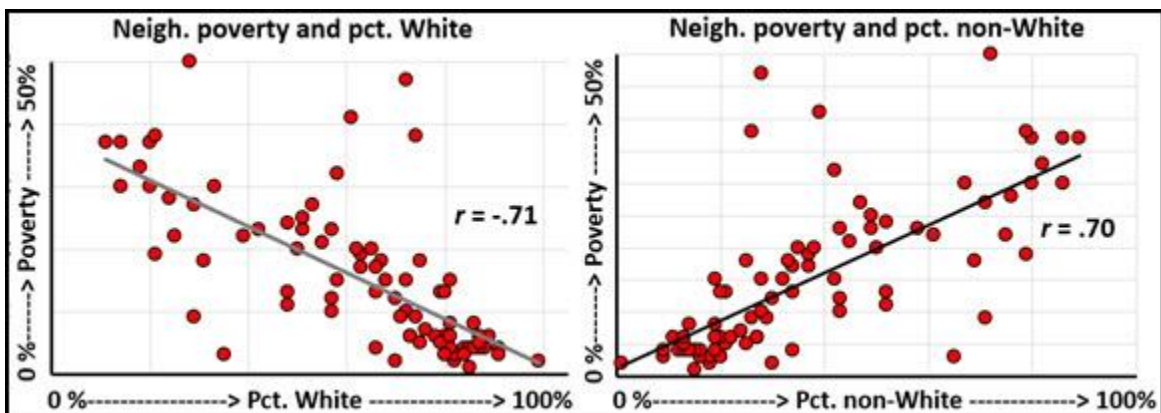 Neigh. poverty and pct. White
0 %------> Poverty ------> 50%
r = -.71
0 %----------------> Pct. White ----------------> 100%
Neigh. poverty and pct. non-White
0 %------> Poverty ------> 50%
r = .70
0 %----------------> Pct. non-White --------------> 100%